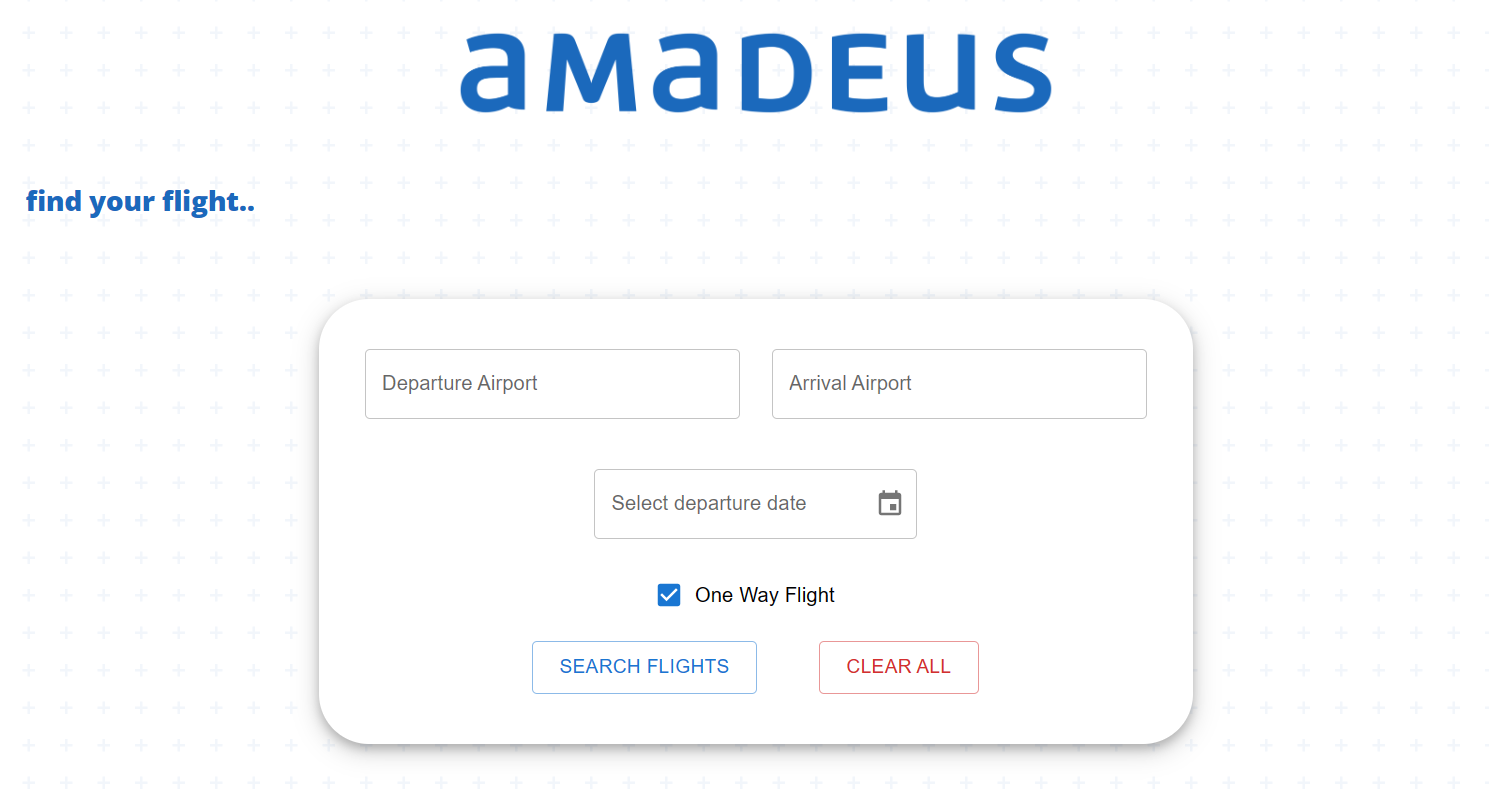 aMaDEUS
find your flight..
Departure Airport
Arrival Airport
Select departure date
One Way Flight
SEARCH FLIGHTS
CLEAR ALL